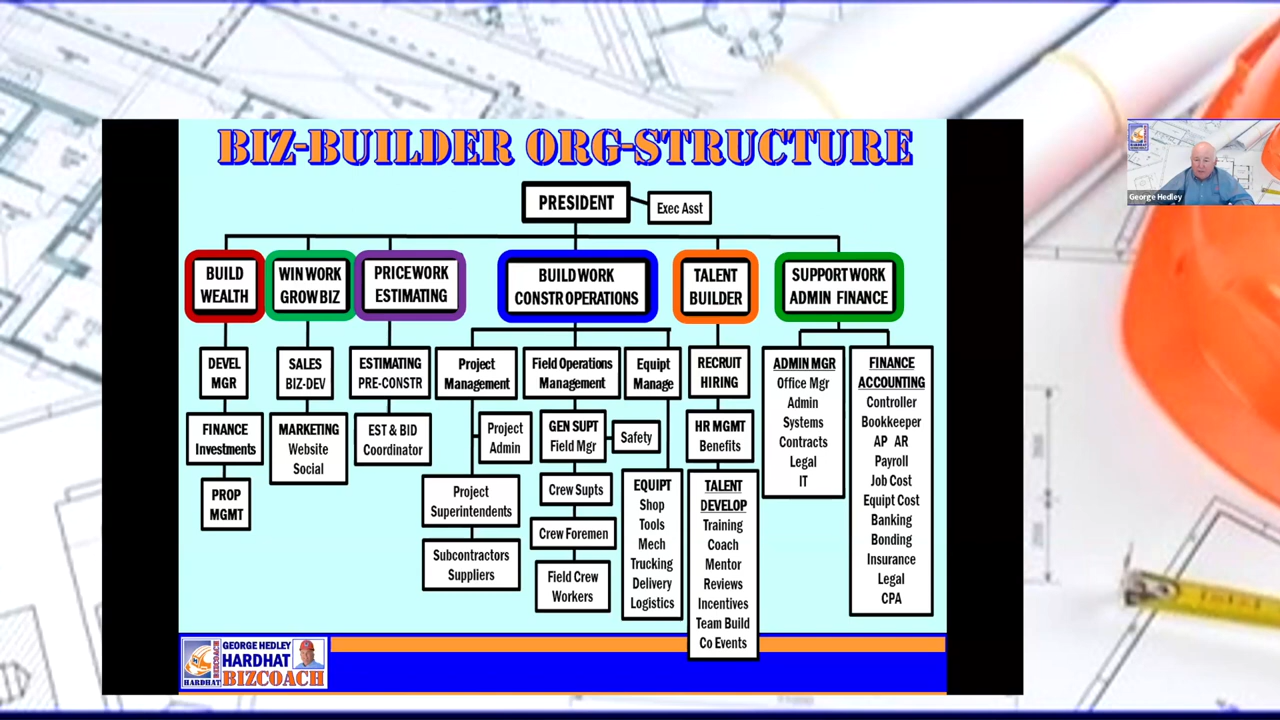 BIZ-BUILDER ORG-STRUCTURE
PRESIDENT
Exec Asst
BUILD
WEALTH
WIN WORK
GROW BIZ
PRICE WORK
ESTIMATING
BUILD WORK
CONSTR OPERATIONS
TALENT
BUILDER
SUPPORT WORK
ADMIN FINANCE
DEVEL
MGR
FINANCE
Investments
PROP
MGMT
SALES
BIZ-DEV
MARKETING
Website
Social
ESTIMATING
PRE-CONSTR
EST & BID
Coordinator
Project
Management
Project
Admin
Project
Superintendents
Subcontractors
Suppliers
Field Operations
Management
GEN SUPT
Field Mgr
Safety
Crew Supts
Crew Foremen
Field Crew
Workers
Equipt
Manage
EQUIPT
Shop
Tools
Mech
Trucking
Delivery
Logistics
RECRUIT
HIRING
HR MGMT
Benefits
TALENT
DEVELOP
Training
Coach
Mentor
Reviews
Incentives
Team Build
Co Events
ADMIN MGR
Office Mgr
Admin
Systems
Contracts
Legal
IT
FINANCE
ACCOUNTING
Controller
Bookkeeper
AP AR
Payroll
Job Cost
Equipt Cost
Banking
Bonding
Insurance
Legal
CPA
GEORGE HEDLEY
HARDHAT
BIZCOACH
HARDHAT
BIZCOACH
George Hedley